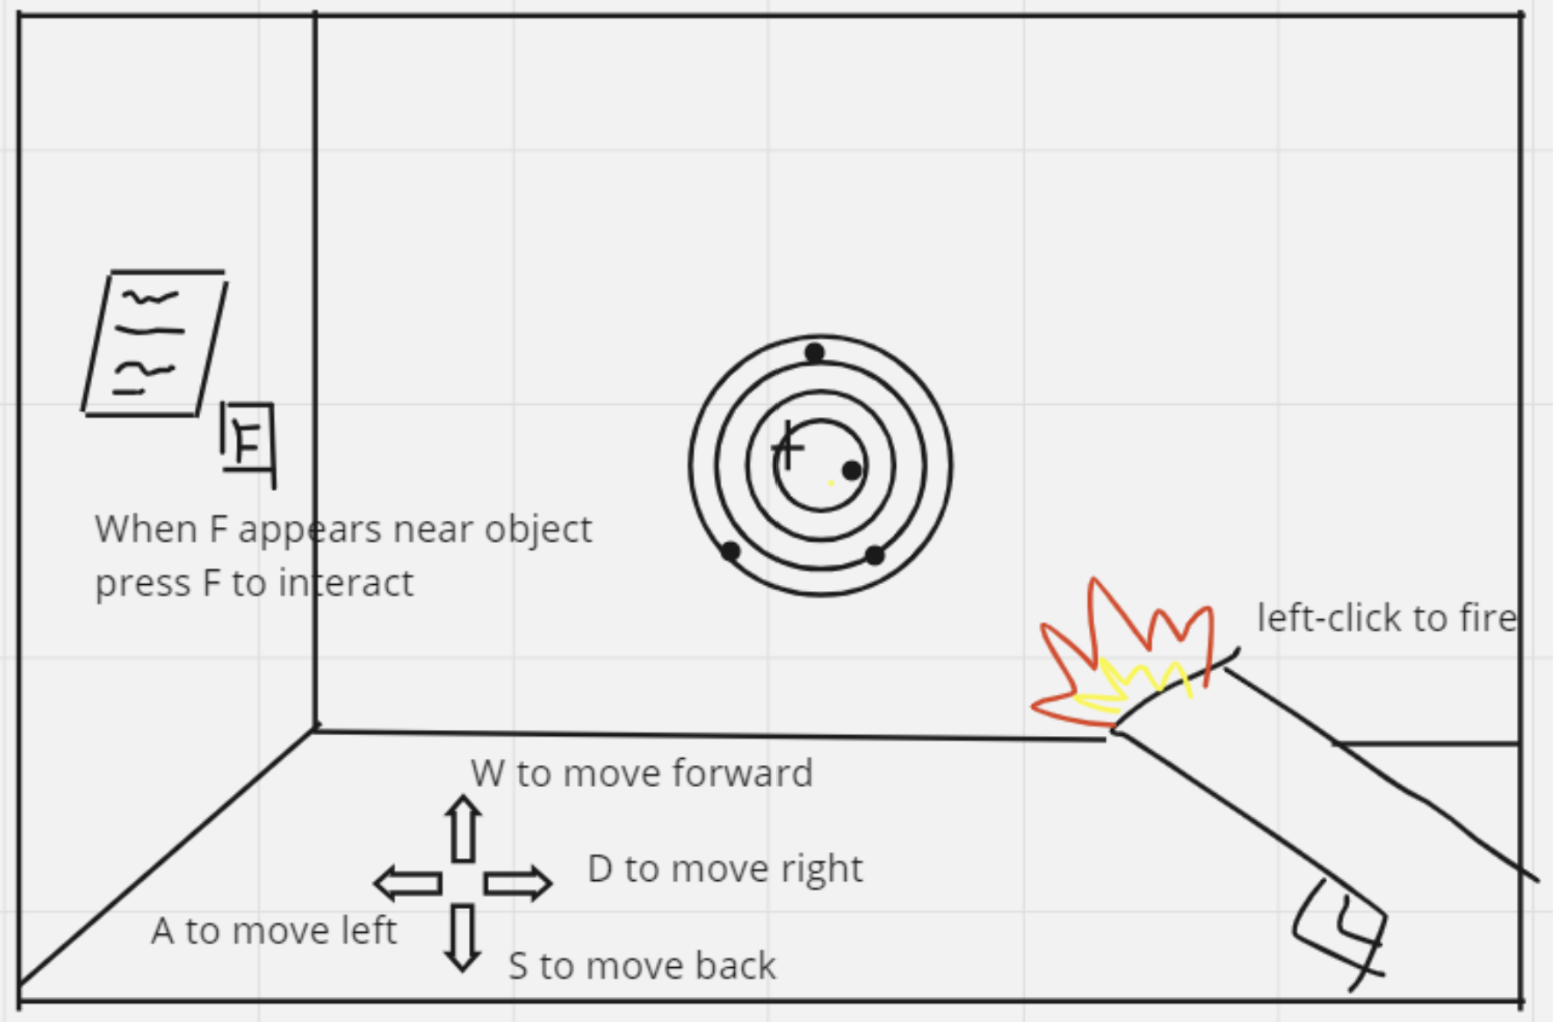 F
When F appears near object
press F to interact
left-click to fire
W to move forward
D to move right
A to move left
S to move back